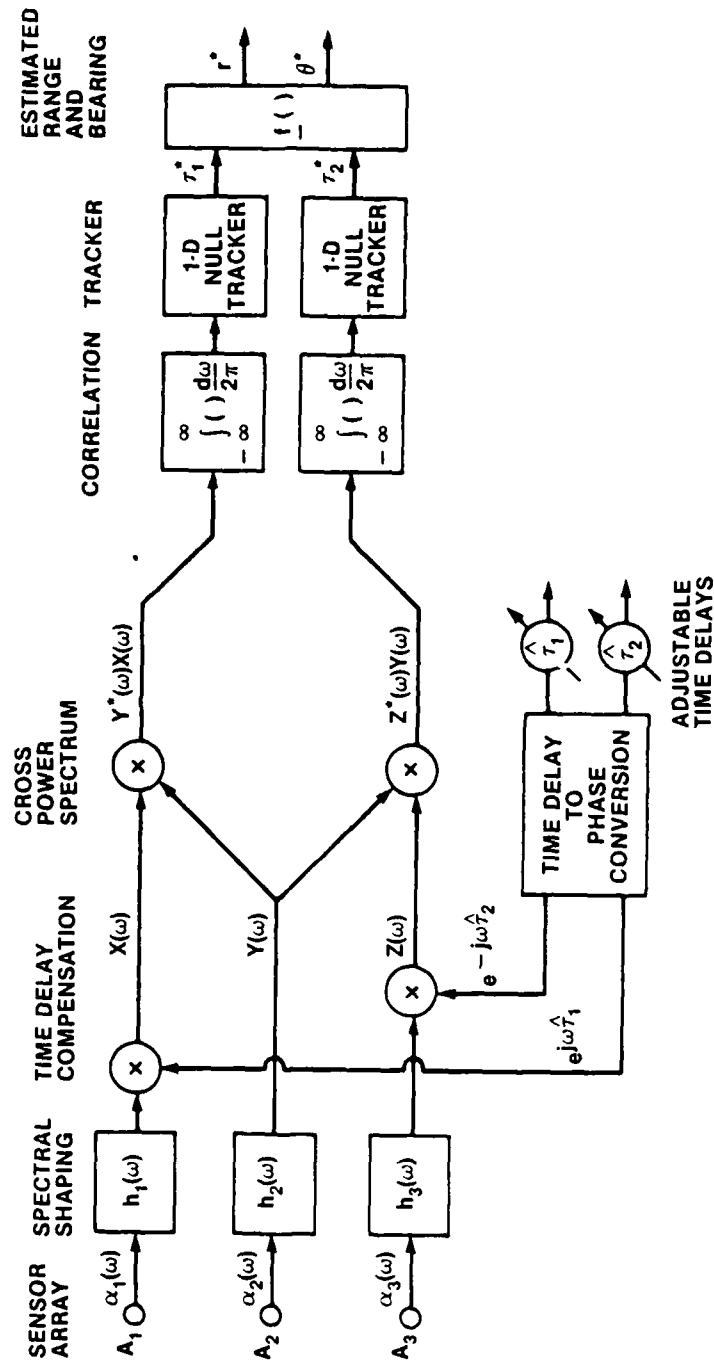 SENSOR
ARRAY
SPECTRAL
SHAPING
TIME DELAY
COMPENSATION
CROSS
POWER
SPECTRUM
CORRELATION TRACKER
ESTIMATED
RANGE
AND
BEARING
A₁
α₁(ω)
h₁(ω)
×
X(ω)
×
Y*(ω)X(ω)
∞
∫ ( ) dω/2π
−∞
1-D
NULL
TRACKER
τ₁*
r*
A₂
α₂(ω)
h₂(ω)
Y(ω)
f ( )
θ*
A₃
α₃(ω)
h₃(ω)
×
Z(ω)
×
Z*(ω)Y(ω)
∞
∫ ( ) dω/2π
−∞
1-D
NULL
TRACKER
τ₂*
e^−jωτ̂₂
e^jωτ̂₁
TIME DELAY
TO
PHASE
CONVERSION
τ̂₁
τ̂₂
ADJUSTABLE
TIME DELAYS